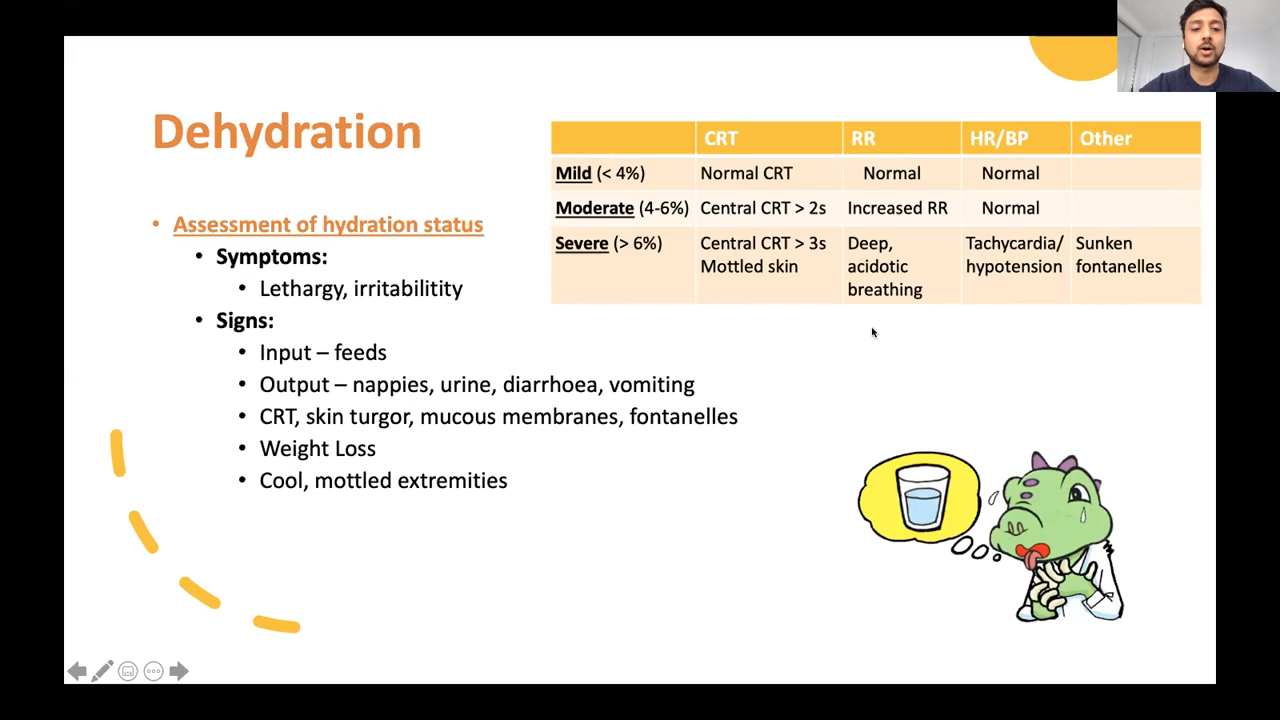 Dehydration
• Assessment of hydration status
• Symptoms:
• Lethargy, irritabilitity
• Signs:
• Input – feeds
• Output – nappies, urine, diarrhoea, vomiting
• CRT, skin turgor, mucous membranes, fontanelles
• Weight Loss
• Cool, mottled extremities
CRT RR HR/BP Other
Mild (< 4%) Normal CRT Normal Normal
Moderate (4-6%) Central CRT > 2s Increased RR Normal
Severe (> 6%) Central CRT > 3s Deep, Tachycardia/ Sunken
Mottled skin acidotic hypotension fontanelles
breathing